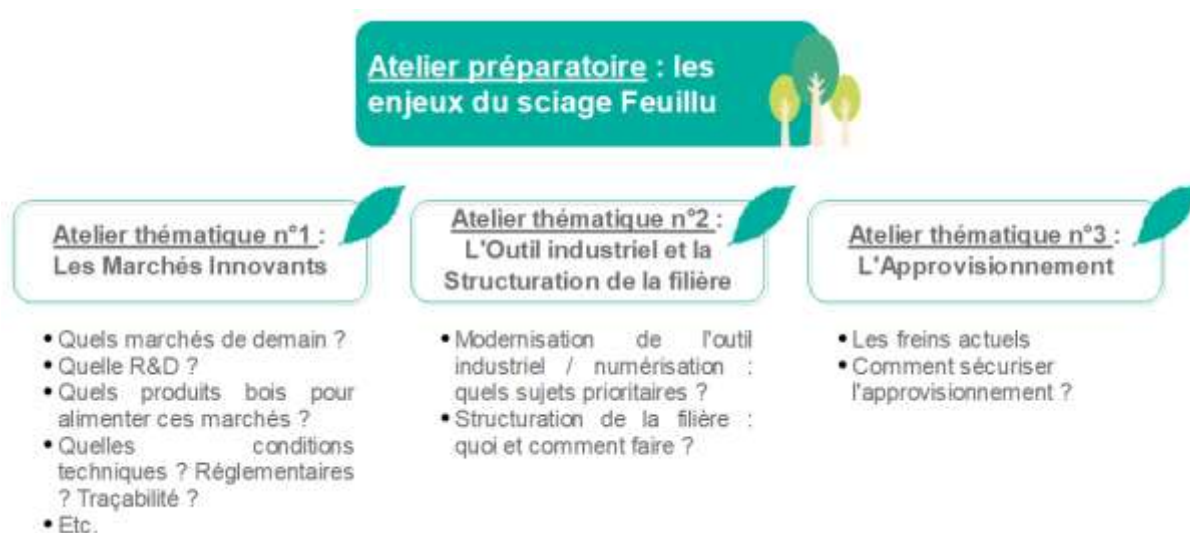 Atelier préparatoire : les
enjeux du sciage Feuillu
Atelier thématique n°1 :
Les Marchés Innovants
• Quels marchés de demain ?
• Quelle R&D ?
• Quels produits bois pour
alimenter ces marchés ?
• Quelles conditions
techniques ? Réglementaires
? Traçabilité ?
• Etc.
Atelier thématique n°2 :
L'Outil industriel et la
Structuration de la filière
• Modernisation de l'outil
industriel / numérisation :
quels sujets prioritaires ?
• Structuration de la filière :
quoi et comment faire ?
Atelier thématique n°3 :
L'Approvisionnement
• Les freins actuels
• Comment sécuriser
l'approvisionnement ?